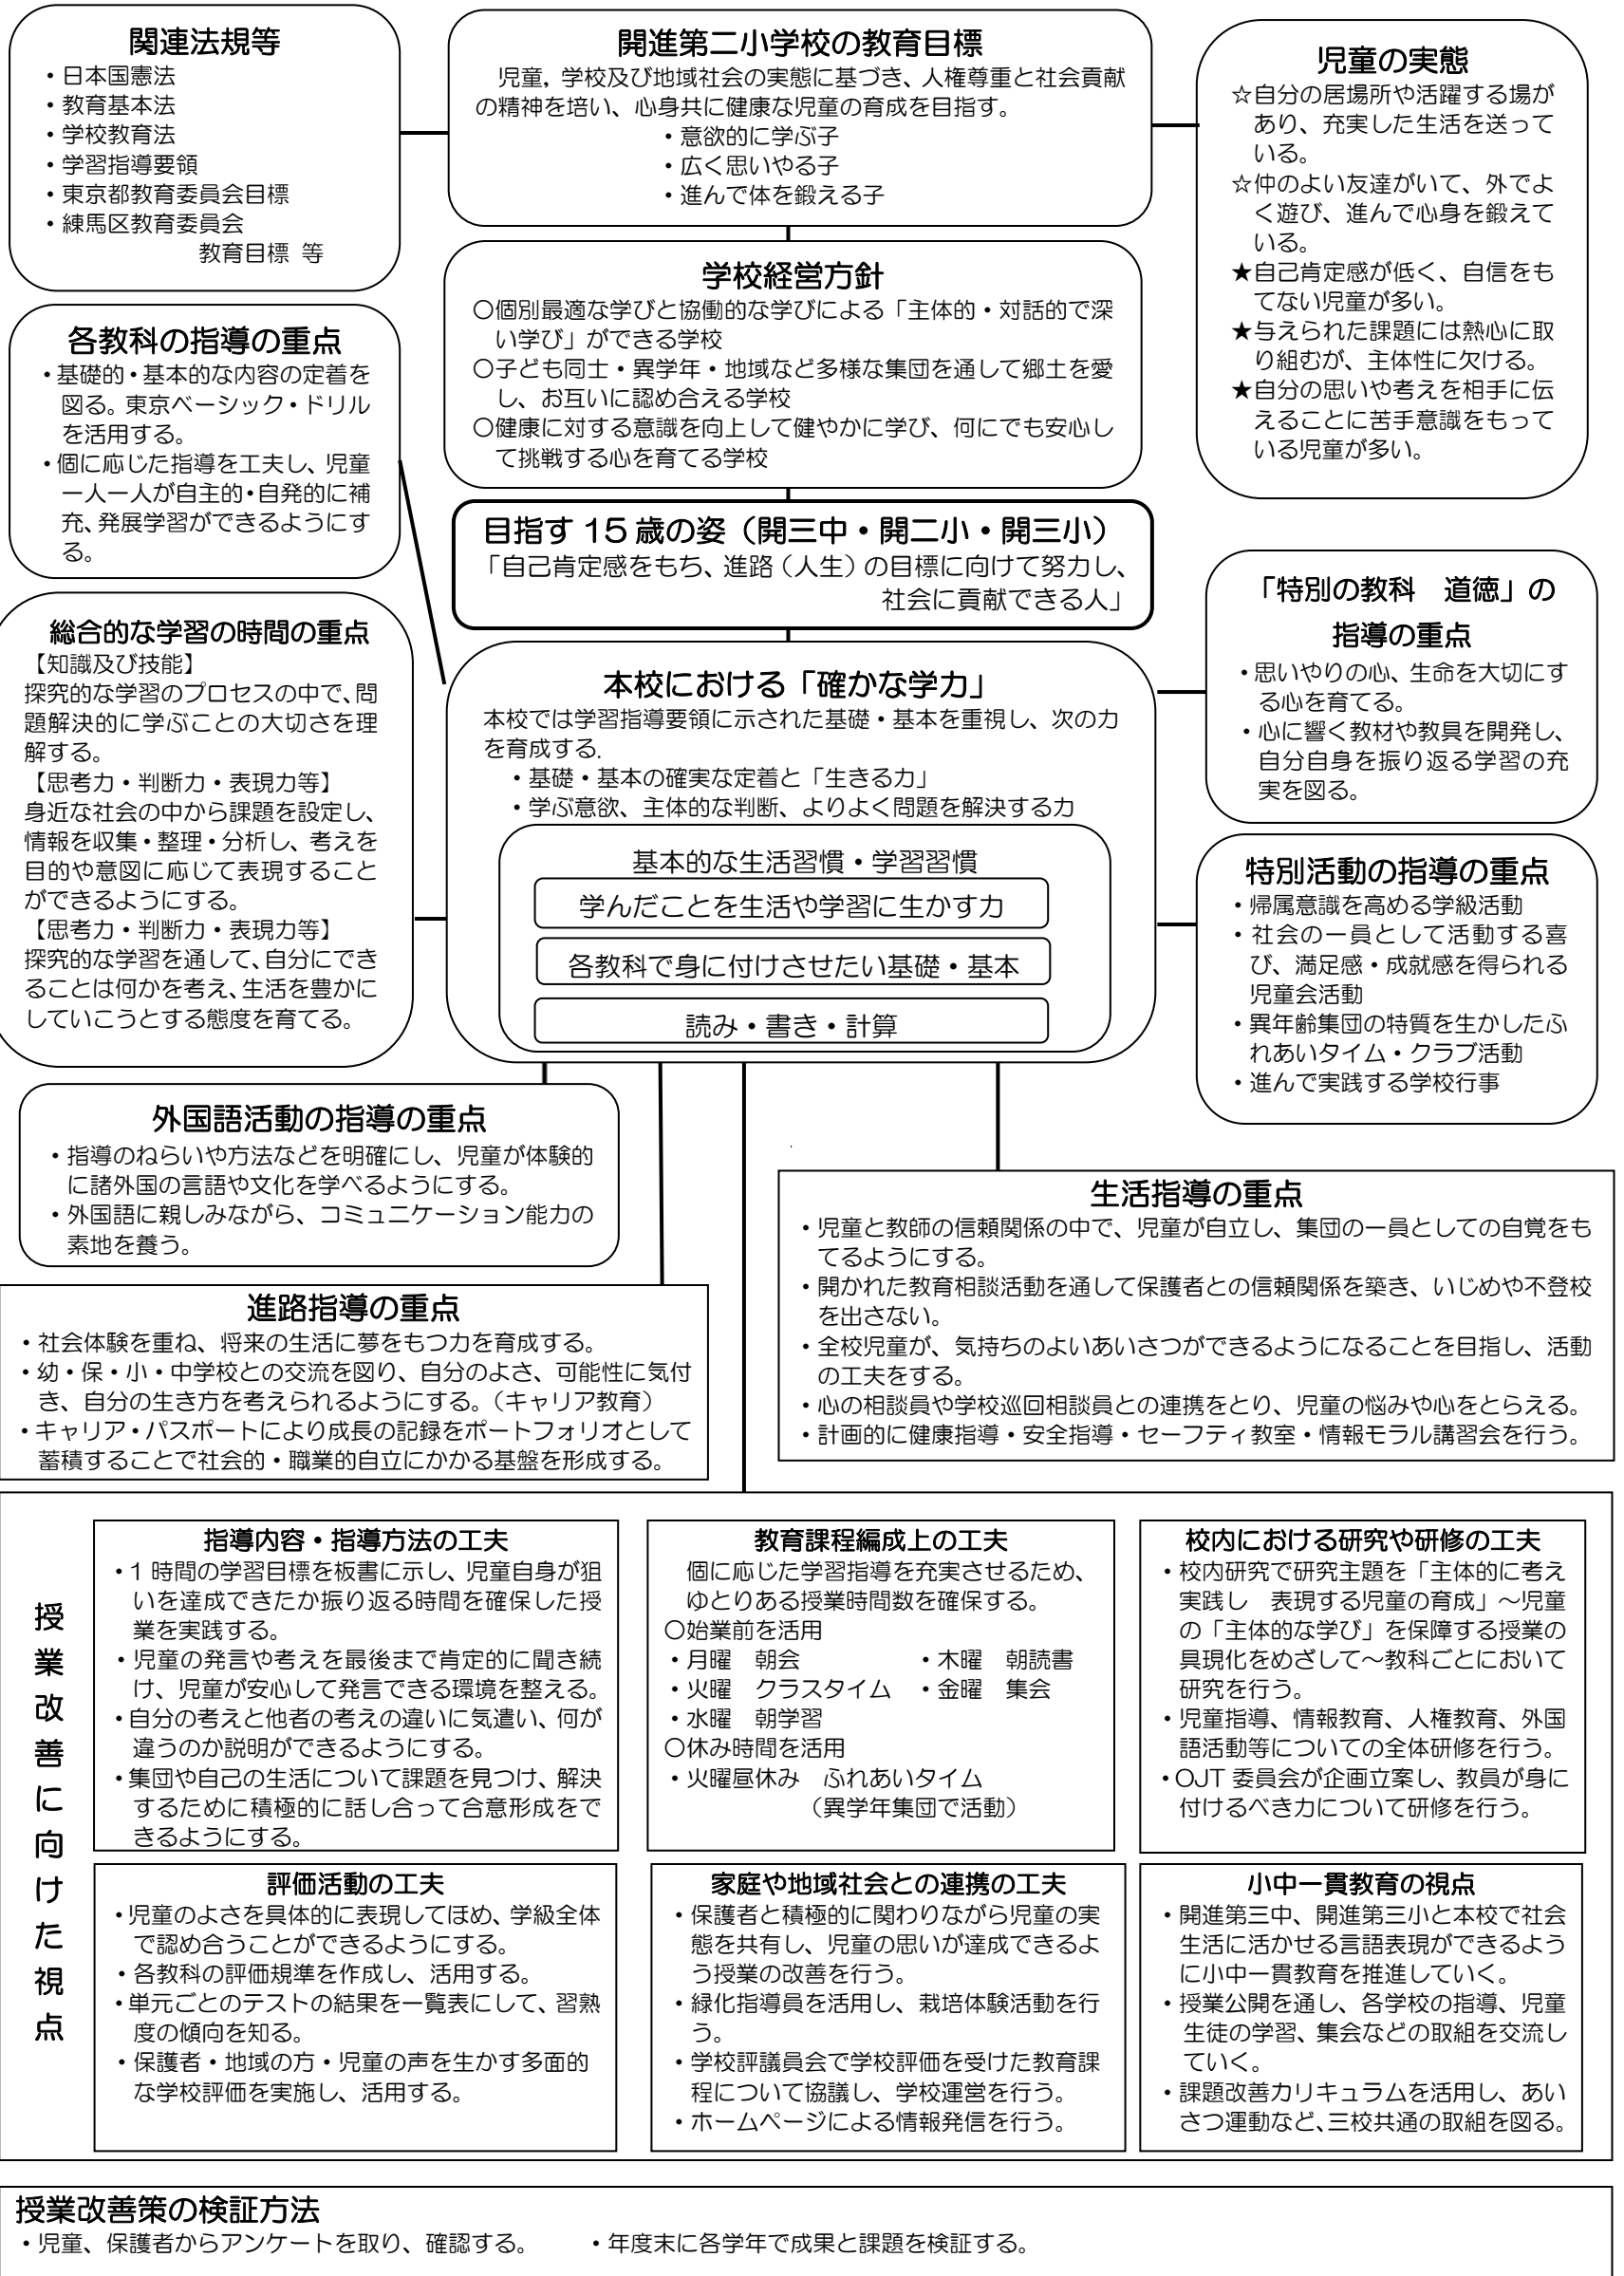 関連法規等
・日本国憲法
・教育基本法
・学校教育法
・学習指導要領
・東京都教育委員会目標
・練馬区教育委員会
教育目標 等
開進第二小学校の教育目標
児童，学校及び地域社会の実態に基づき、人権尊重と社会貢献
の精神を培い、心身共に健康な児童の育成を目指す。
・意欲的に学ぶ子
・広く思いやる子
・進んで体を鍛える子
児童の実態
☆自分の居場所や活躍する場が
あり、充実した生活を送って
いる。
☆仲のよい友達がいて、外でよ
く遊び、進んで心身を鍛えて
いる。
★自己肯定感が低く、自信をも
てない児童が多い。
★与えられた課題には熱心に取
り組むが、主体性に欠ける。
★自分の思いや考えを相手に伝
えることに苦手意識をもって
いる児童が多い。
学校経営方針
〇個別最適な学びと協働的な学びによる「主体的・対話的で深
い学び」ができる学校
〇子ども同士・異学年・地域など多様な集団を通して郷土を愛
し、お互いに認め合える学校
〇健康に対する意識を向上して健やかに学び、何にでも安心し
て挑戦する心を育てる学校
各教科の指導の重点
・基礎的・基本的な内容の定着を
図る。東京ベーシック・ドリル
を活用する。
・個に応じた指導を工夫し、児童
一人一人が自主的・自発的に補
充、発展学習ができるようにす
る。
目指す 15 歳の姿（開三中・開二小・開三小）
「自己肯定感をもち、進路（人生）の目標に向けて努力し、
社会に貢献できる人」
総合的な学習の時間の重点
【知識及び技能】
探究的な学習のプロセスの中で、問
題解決的に学ぶことの大切さを理
解する。
【思考力・判断力・表現力等】
身近な社会の中から課題を設定し、
情報を収集・整理・分析し、考えを
目的や意図に応じて表現すること
ができるようにする。
【思考力・判断力・表現力等】
探究的な学習を通して、自分にでき
ることは何かを考え、生活を豊かに
していこうとする態度を育てる。
本校における「確かな学力」
本校では学習指導要領に示された基礎・基本を重視し、次の力
を育成する.
・基礎・基本の確実な定着と「生きる力」
・学ぶ意欲、主体的な判断、よりよく問題を解決する力
基本的な生活習慣・学習習慣
学んだことを生活や学習に生かす力
各教科で身に付けさせたい基礎・基本
読み・書き・計算
「特別の教科　道徳」の
指導の重点
・思いやりの心、生命を大切にす
る心を育てる。
・心に響く教材や教具を開発し、
自分自身を振り返る学習の充
実を図る。
特別活動の指導の重点
・帰属意識を高める学級活動
・社会の一員として活動する喜
び、満足感・成就感を得られる
児童会活動
・異年齢集団の特質を生かしたふ
れあいタイム・クラブ活動
・進んで実践する学校行事
外国語活動の指導の重点
・指導のねらいや方法などを明確にし、児童が体験的
に諸外国の言語や文化を学べるようにする。
・外国語に親しみながら、コミュニケーション能力の
素地を養う。
生活指導の重点
・児童と教師の信頼関係の中で、児童が自立し、集団の一員としての自覚をも
てるようにする。
・開かれた教育相談活動を通して保護者との信頼関係を築き、いじめや不登校
を出さない。
・全校児童が、気持ちのよいあいさつができるようになることを目指し、活動
の工夫をする。
・心の相談員や学校巡回相談員との連携をとり、児童の悩みや心をとらえる。
・計画的に健康指導・安全指導・セーフティ教室・情報モラル講習会を行う。
進路指導の重点
・社会体験を重ね、将来の生活に夢をもつ力を育成する。
・幼・保・小・中学校との交流を図り、自分のよさ、可能性に気付
き、自分の生き方を考えられるようにする。（キャリア教育）
・キャリア・パスポートにより成長の記録をポートフォリオとして
蓄積することで社会的・職業的自立にかかる基盤を形成する。
授業改善に向けた視点
指導内容・指導方法の工夫
・1 時間の学習目標を板書に示し、児童自身が狙
いを達成できたか振り返る時間を確保した授
業を実践する。
・児童の発言や考えを最後まで肯定的に聞き続
け、児童が安心して発言できる環境を整える。
・自分の考えと他者の考えの違いに気遣い、何が
違うのか説明ができるようにする。
・集団や自己の生活について課題を見つけ、解決
するために積極的に話し合って合意形成をで
きるようにする。
教育課程編成上の工夫
個に応じた学習指導を充実させるため、
ゆとりある授業時間数を確保する。
〇始業前を活用
・月曜　朝会　・木曜　朝読書
・火曜　クラスタイム　・金曜　集会
・水曜　朝学習
〇休み時間を活用
・火曜昼休み　ふれあいタイム
（異学年集団で活動）
校内における研究や研修の工夫
・校内研究で研究主題を「主体的に考え
実践し　表現する児童の育成」～児童
の「主体的な学び」を保障する授業の
具現化をめざして～教科ごとにおいて
研究を行う。
・児童指導、情報教育、人権教育、外国
語活動等についての全体研修を行う。
・OJT 委員会が企画立案し、教員が身に
付けるべき力について研修を行う。
評価活動の工夫
・児童のよさを具体的に表現してほめ、学級全体
で認め合うことができるようにする。
・各教科の評価規準を作成し、活用する。
・単元ごとのテストの結果を一覧表にして、習熟
度の傾向を知る。
・保護者・地域の方・児童の声を生かす多面的
な学校評価を実施し、活用する。
家庭や地域社会との連携の工夫
・保護者と積極的に関わりながら児童の実
態を共有し、児童の思いが達成できるよ
う授業の改善を行う。
・緑化指導員を活用し、栽培体験活動を行
う。
・学校評議員会で学校評価を受けた教育課
程について協議し、学校運営を行う。
・ホームページによる情報発信を行う。
小中一貫教育の視点
・開進第三中、開進第三小と本校で社会
生活に活かせる言語表現ができるよう
に小中一貫教育を推進していく。
・授業公開を通し、各学校の指導、児童
生徒の学習、集会などの取組を交流し
ていく。
・課題改善カリキュラムを活用し、あい
さつ運動など、三校共通の取組を図る。
授業改善策の検証方法
・児童、保護者からアンケートを取り、確認する。　・年度末に各学年で成果と課題を検証する。